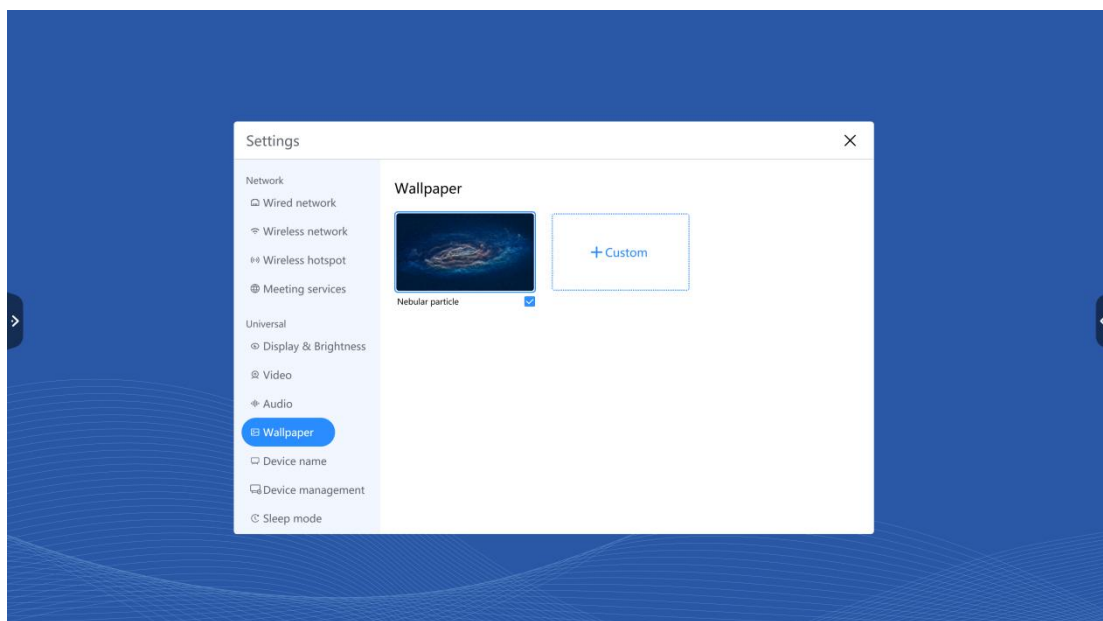 Settings
Network
Wired network
Wireless network
Wireless hotspot
Meeting services
Universal
Display & Brightness
Video
Audio
Wallpaper
Device name
Device management
Sleep mode
Wallpaper
+ Custom
Nebular particle